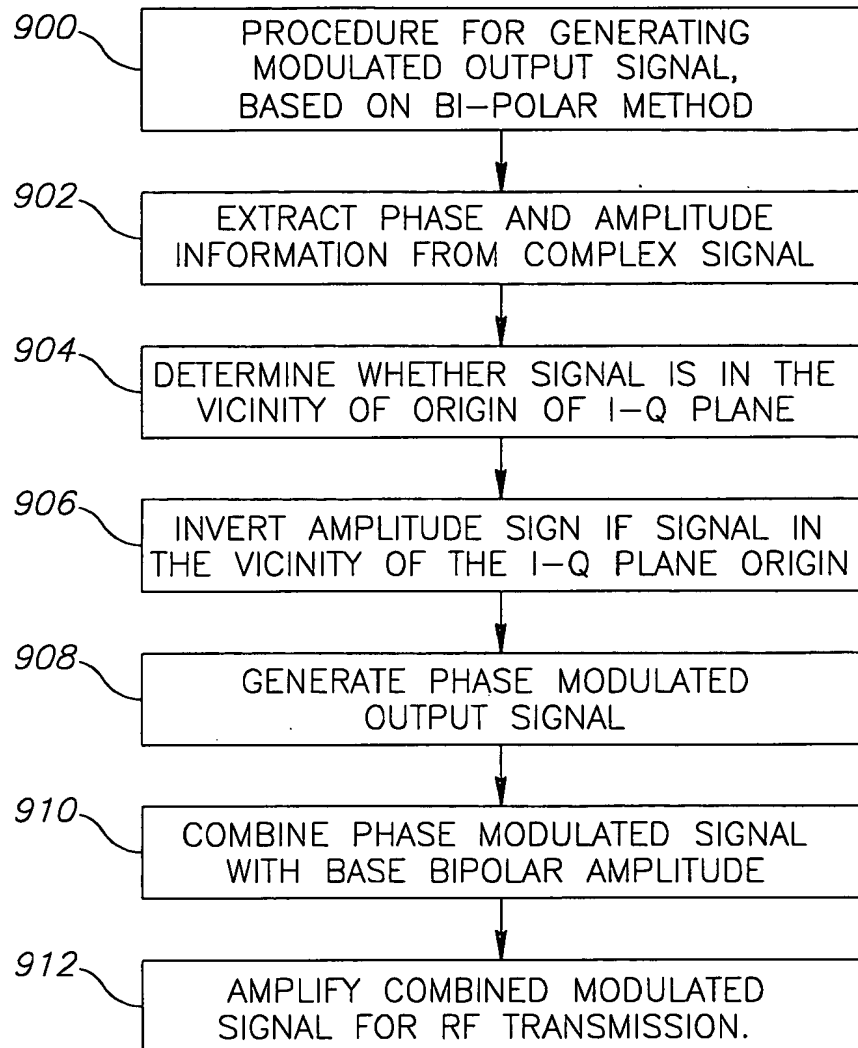 900
PROCEDURE FOR GENERATING
MODULATED OUTPUT SIGNAL,
BASED ON BI-POLAR METHOD
902
EXTRACT PHASE AND AMPLITUDE
INFORMATION FROM COMPLEX SIGNAL
904
DETERMINE WHETHER SIGNAL IS IN THE
VICINITY OF ORIGIN OF I-Q PLANE
906
INVERT AMPLITUDE SIGN IF SIGNAL IN
THE VICINITY OF THE I-Q PLANE ORIGIN
908
GENERATE PHASE MODULATED
OUTPUT SIGNAL
910
COMBINE PHASE MODULATED SIGNAL
WITH BASE BIPOLAR AMPLITUDE
912
AMPLIFY COMBINED MODULATED
SIGNAL FOR RF TRANSMISSION.